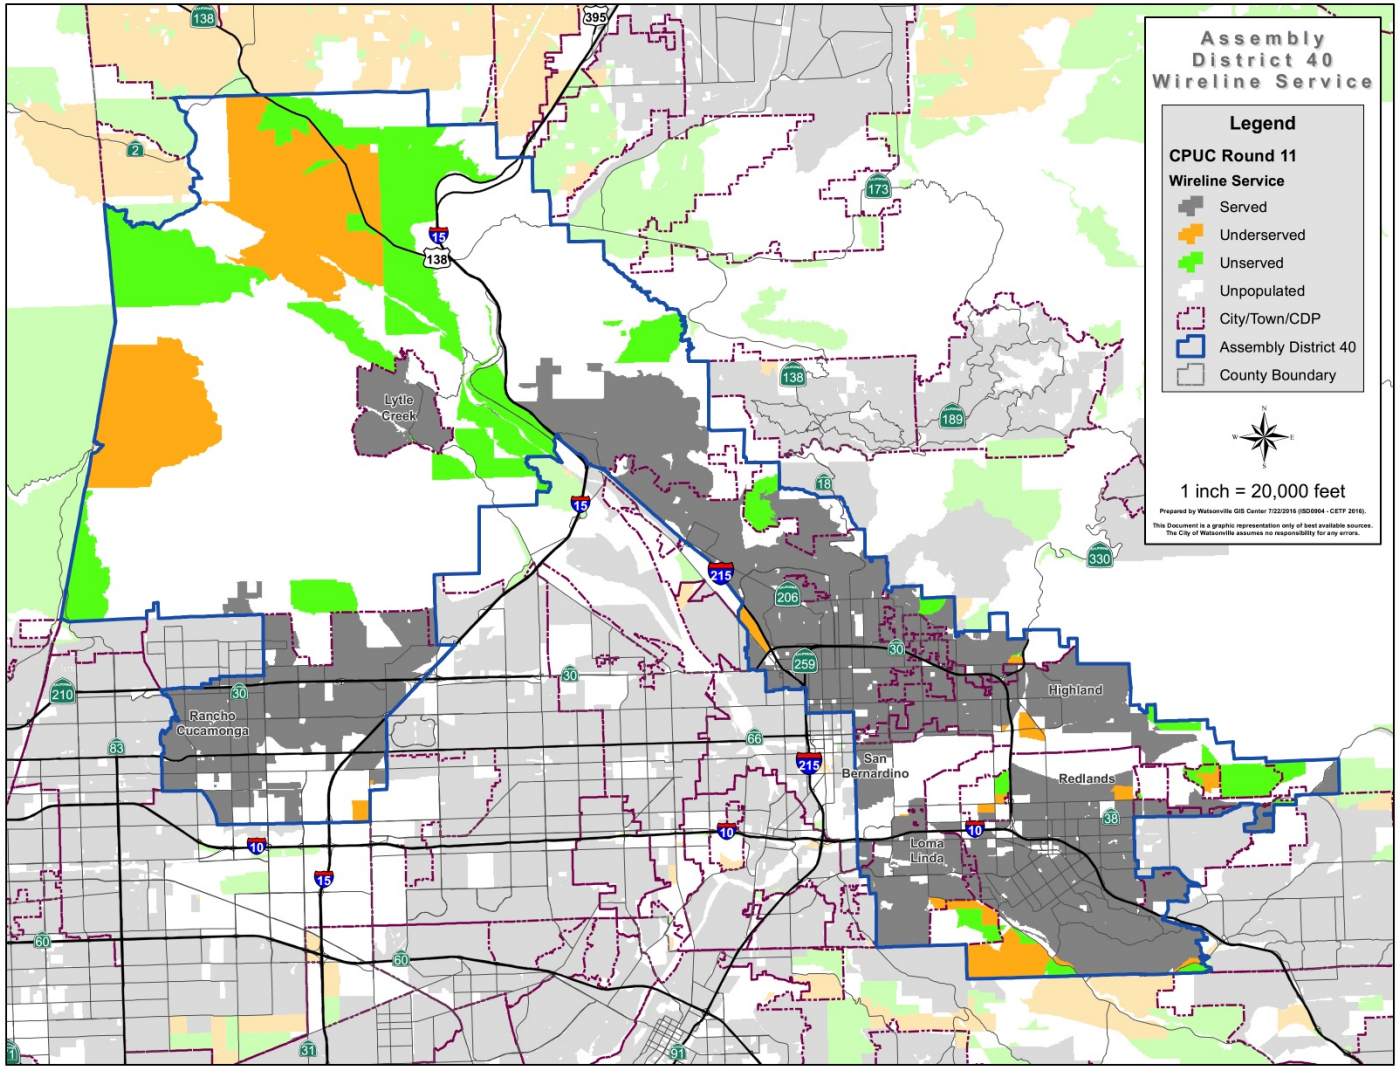 Assembly
District 40
Wireline Service
Legend
CPUC Round 11
Wireline Service
Served
Underserved
Unserved
Unpopulated
City/Town/CDP
Assembly District 40
County Boundary
N
W
E
S
1 inch = 20,000 feet
Prepared by Watsonville GIS Center 7/22/2016 (ISD0904 - CETF 2016).
This Document is a graphic representation only of best available sources.
The City of Watsonville assumes no responsibility for any errors.
138
395
2
173
15
138
Lytle
Creek
138
189
18
15
330
215
206
259
30
30
30
210
Highland
Rancho
Cucamonga
83
66
215
San
Bernardino
Redlands
38
10
10
10
Loma
Linda
15
60
60
31
91
1